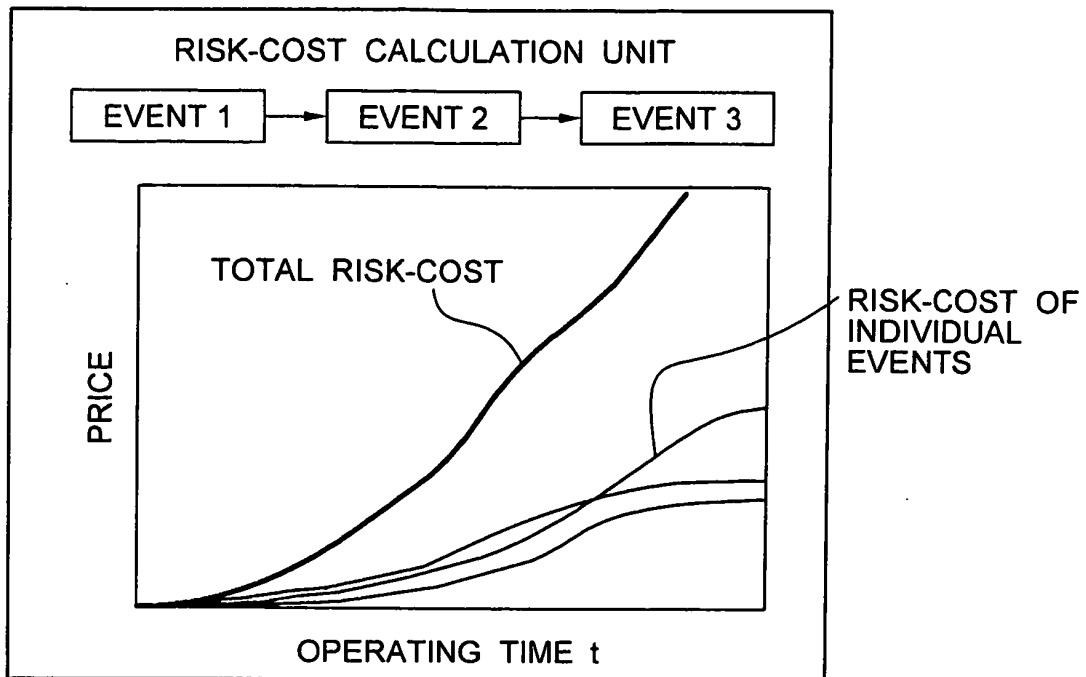 RISK-COST CALCULATION UNIT
EVENT 1
EVENT 2
EVENT 3
TOTAL RISK-COST
RISK-COST OF
INDIVIDUAL
EVENTS
PRICE
OPERATING TIME t